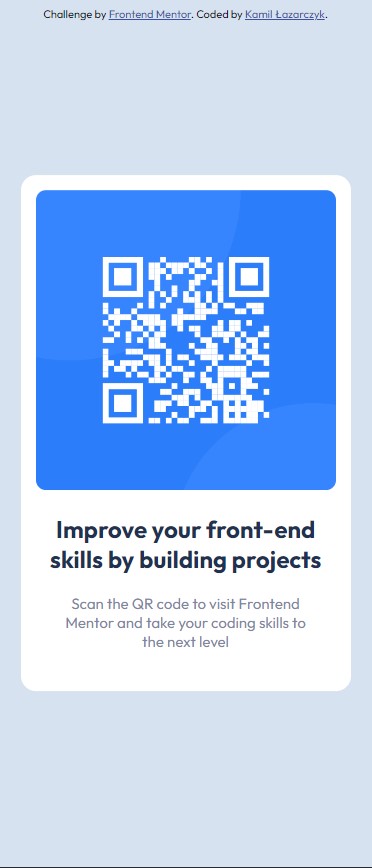 Challenge by Frontend Mentor. Coded by Kamil Łazarczyk.
Improve your front-end
skills by building projects
Scan the QR code to visit Frontend
Mentor and take your coding skills to
the next level